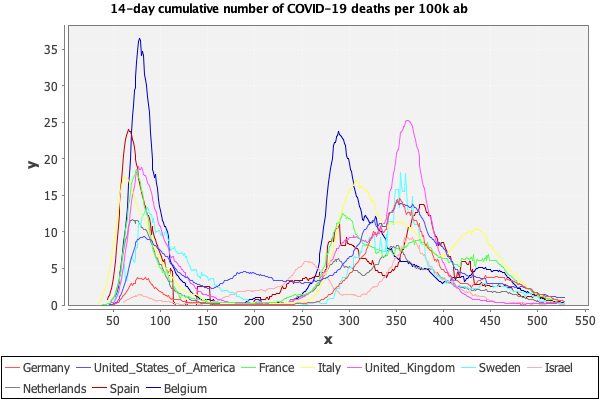 14-day cumulative number of COVID-19 deaths per 100k ab
35
30
25
20
15
10
5
0
y
50 100 150 200 250 300 350 400 450 500 550
x
Germany United_States_of_America France Italy United_Kingdom Sweden Israel
Netherlands Spain Belgium